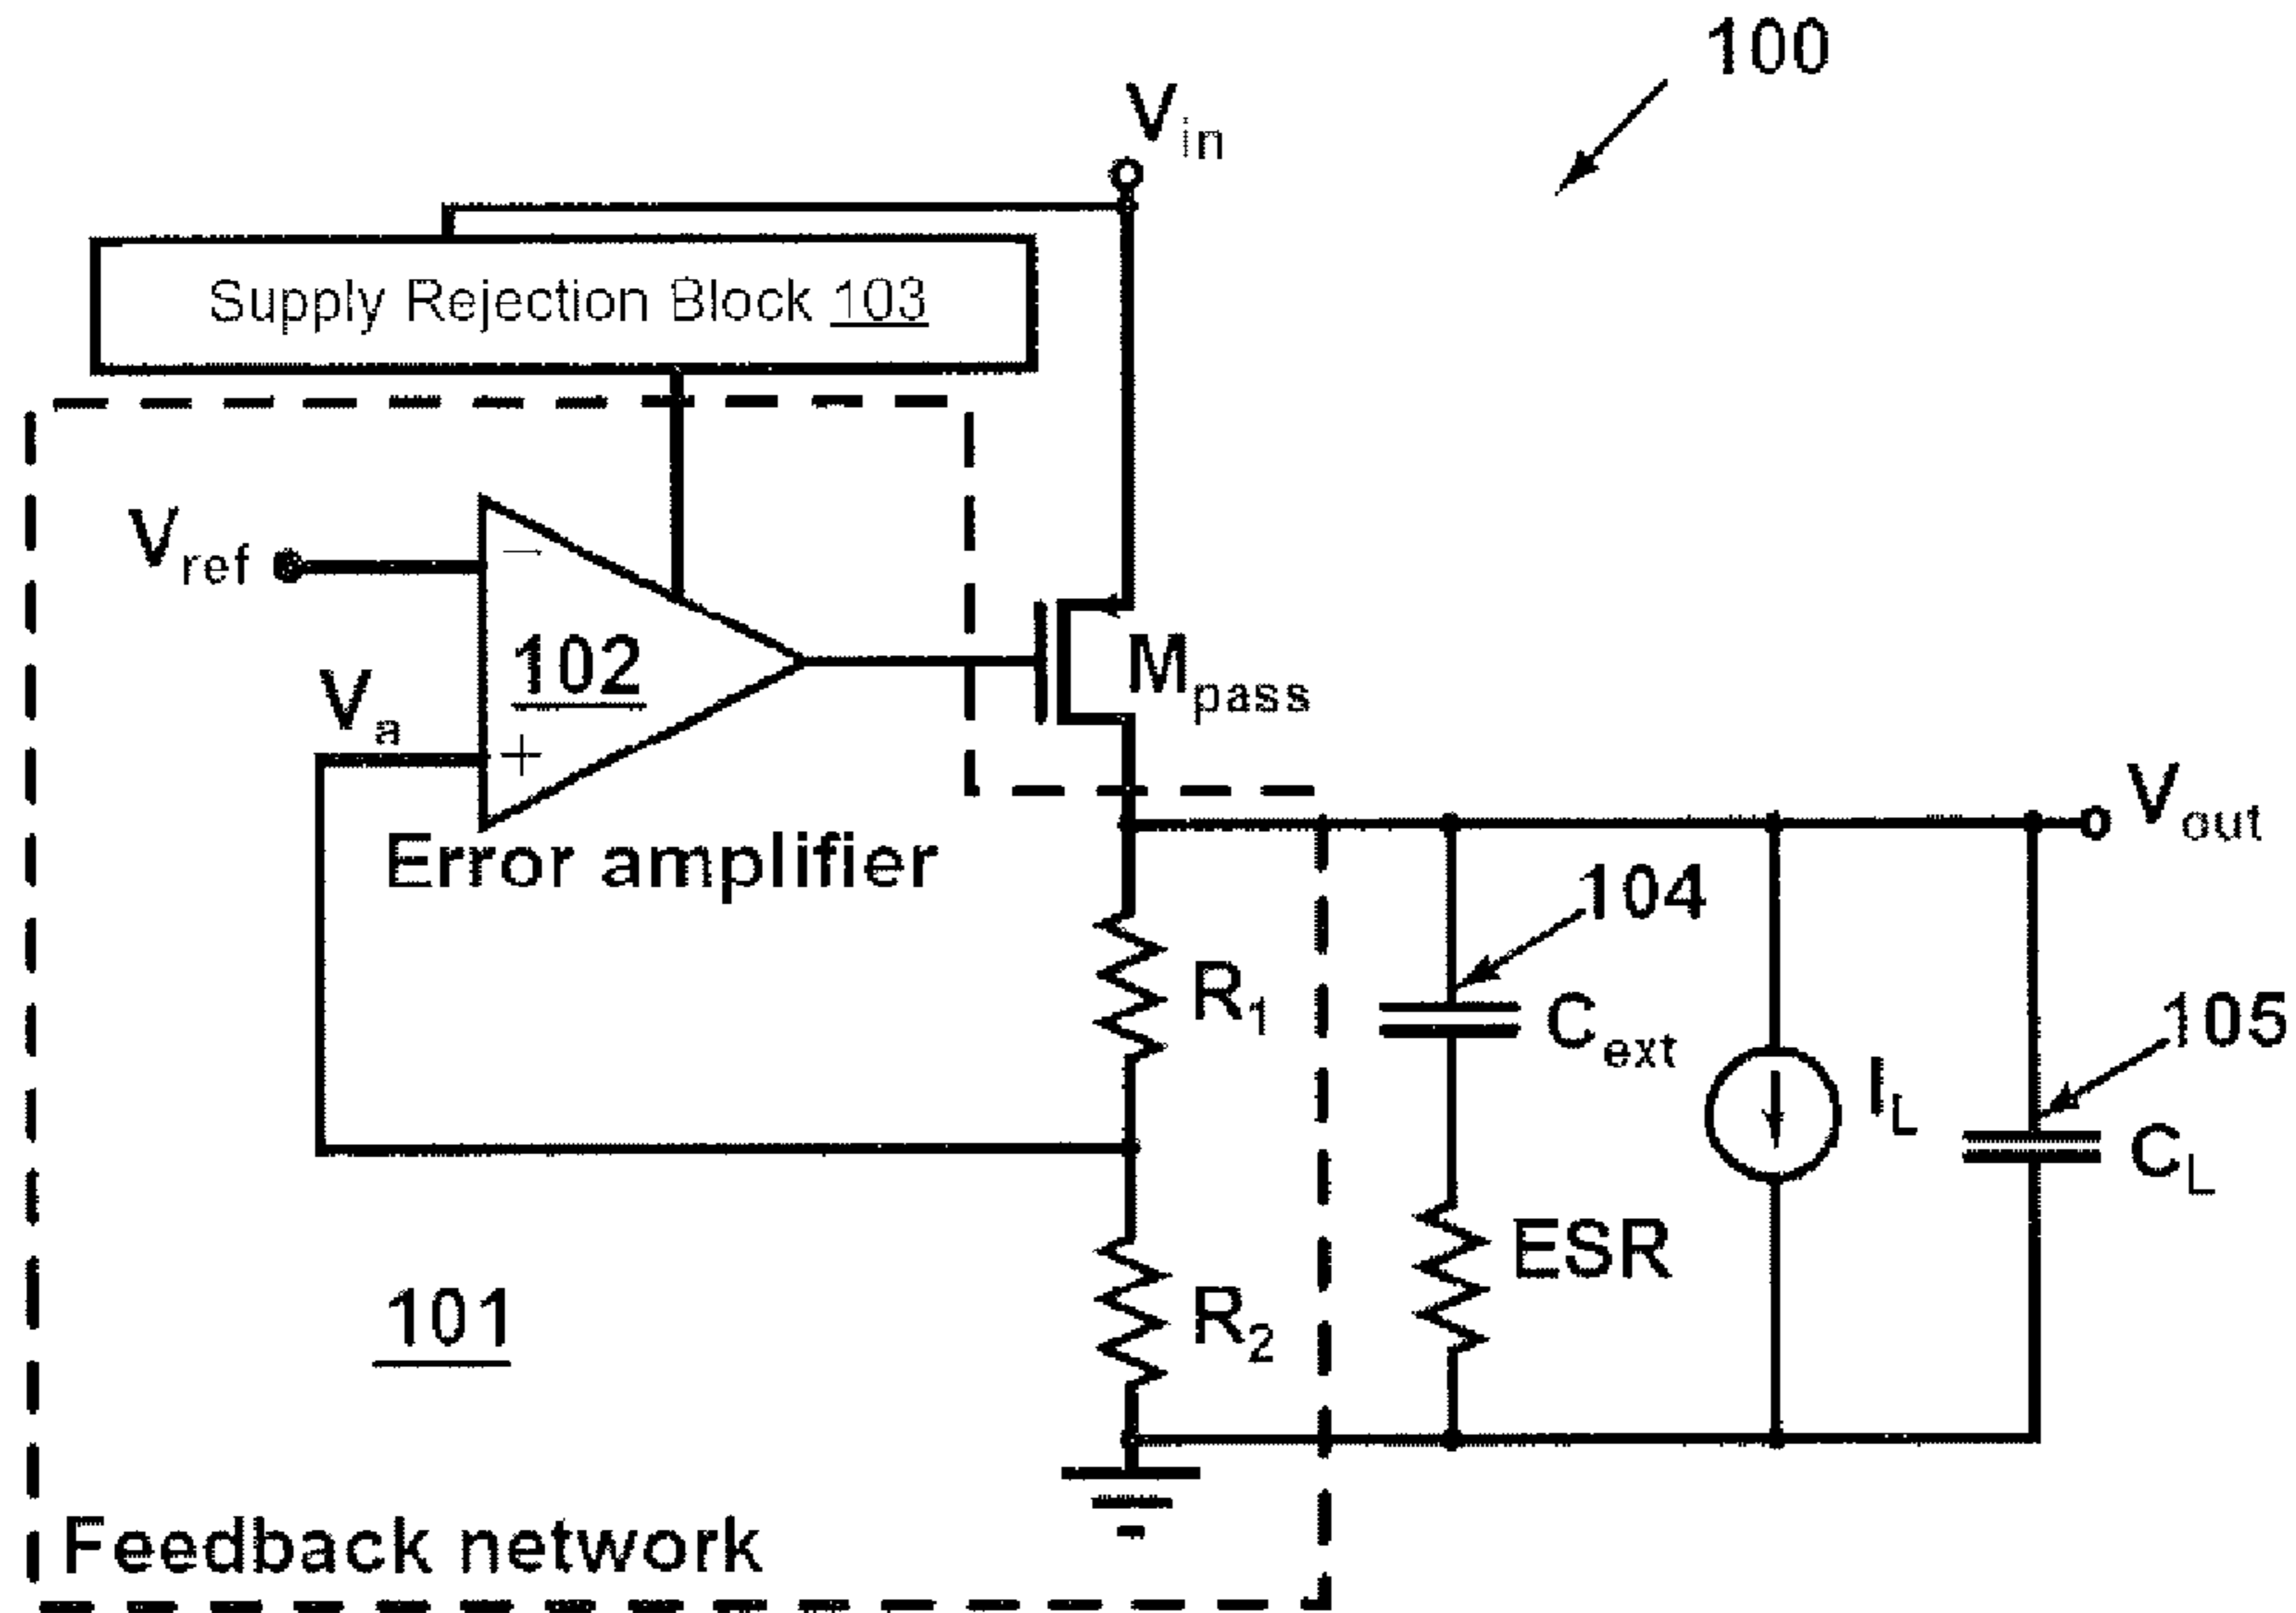 100
Vin
Supply Rejection Block 103
Vref
−
102
Va
+
Mpass
Error amplifier
Vout
104
R1
Cext
105
IL
CL
ESR
R2
101
Feedback network